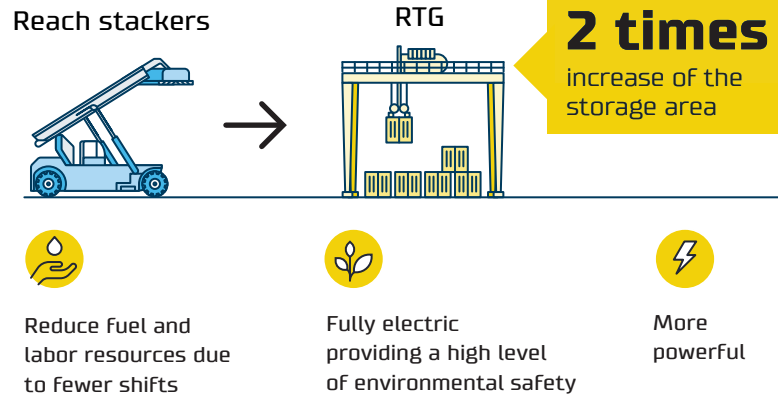 Reach stackers
RTG
2 times
increase of the
storage area
Reduce fuel and
labor resources due
to fewer shifts
Fully electric
providing a high level
of environmental safety
More
powerful